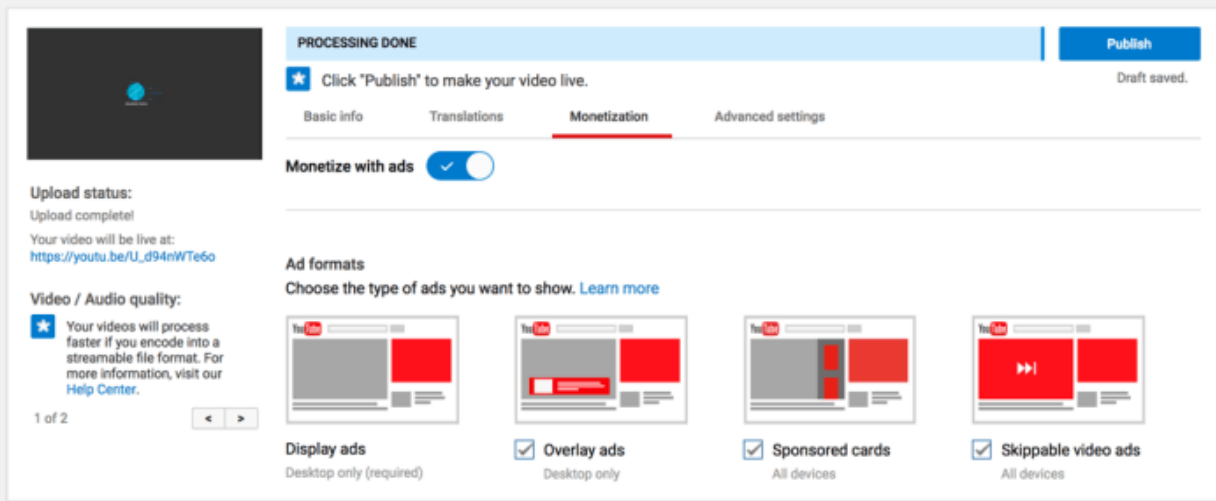 PROCESSING DONE
Publish
Click "Publish" to make your video live.
Draft saved.
Basic info
Translations
Monetization
Advanced settings
Monetize with ads
Upload status:
Upload complete!
Your video will be live at:
https://youtu.be/U_d94nWTe6o
Video / Audio quality:
Your videos will process
faster if you encode into a
streamable file format. For
more information, visit our
Help Center.
1 of 2
< >
Ad formats
Choose the type of ads you want to show. Learn more
YouTube
YouTube
YouTube
YouTube
Display ads
Desktop only (required)
Overlay ads
Desktop only
Sponsored cards
All devices
Skippable video ads
All devices